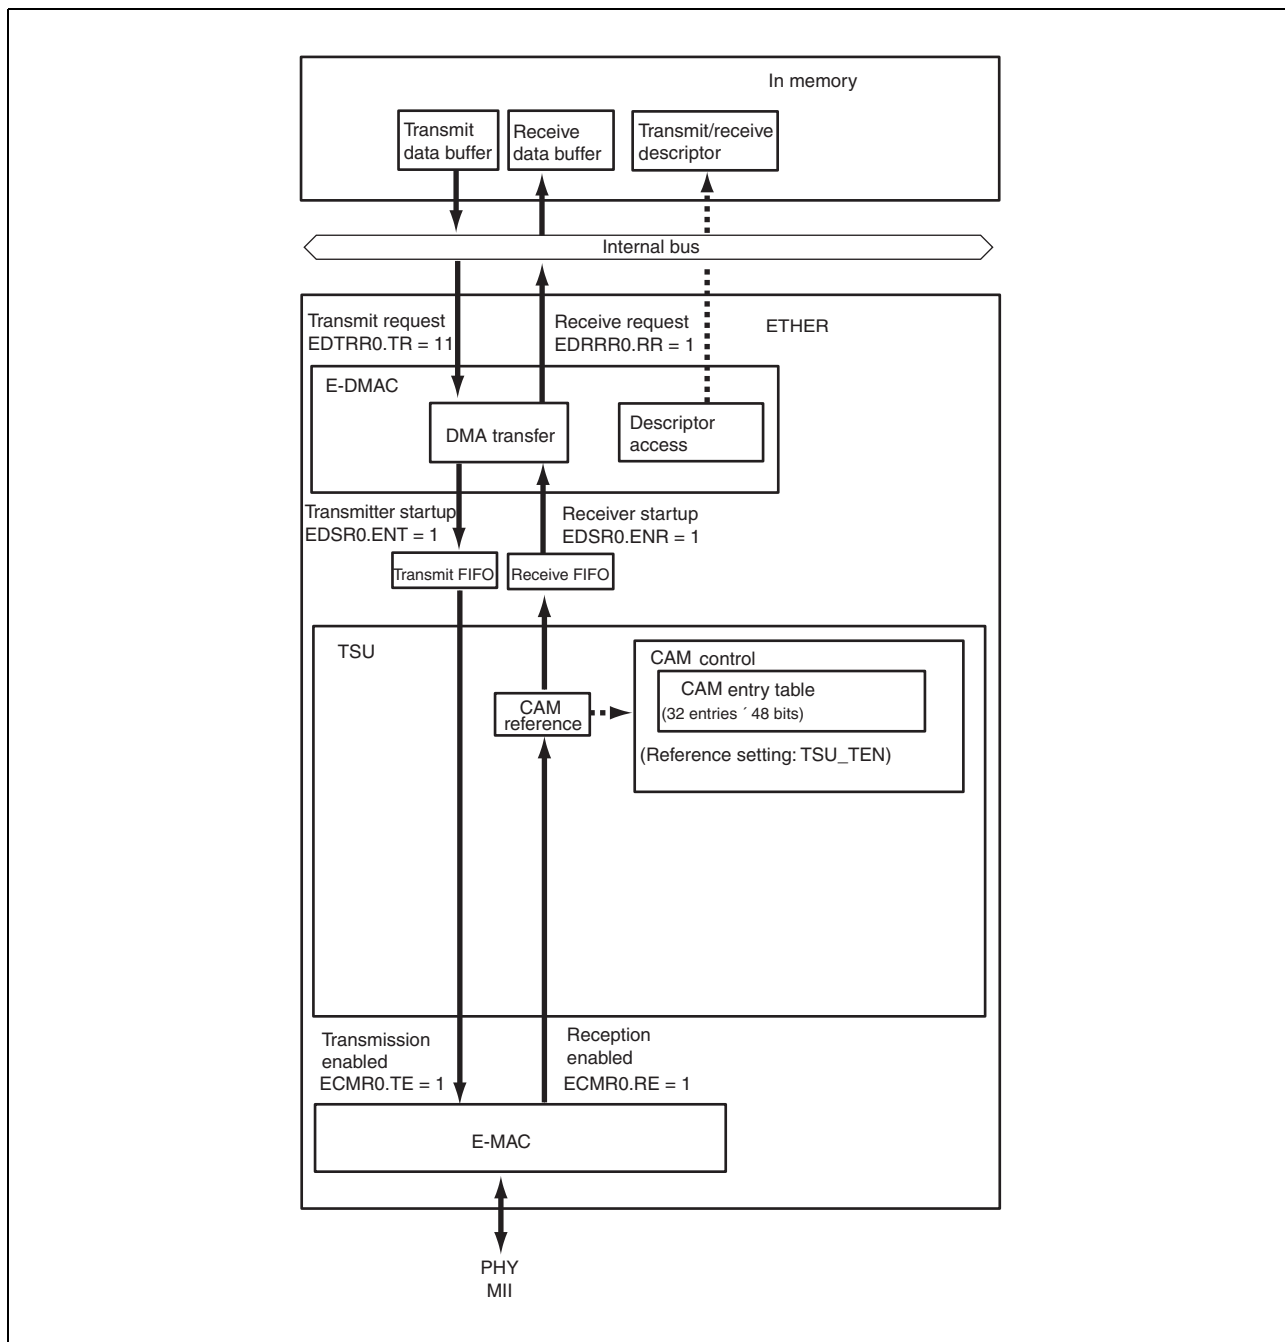 In memory
Transmit
data buffer
Receive
data buffer
Transmit/receive
descriptor
Internal bus
ETHER
Transmit request
EDTRR0.TR = 11
Receive request
EDRRR0.RR = 1
E-DMAC
DMA transfer
Descriptor
access
Transmitter startup
EDSR0.ENT = 1
Receiver startup
EDSR0.ENR = 1
Transmit FIFO
Receive FIFO
TSU
CAM control
CAM entry table
(32 entries ´ 48 bits)
CAM
reference
(Reference setting: TSU_TEN)
Transmission
enabled
ECMR0.TE = 1
Reception
enabled
ECMR0.RE = 1
E-MAC
PHY
MII